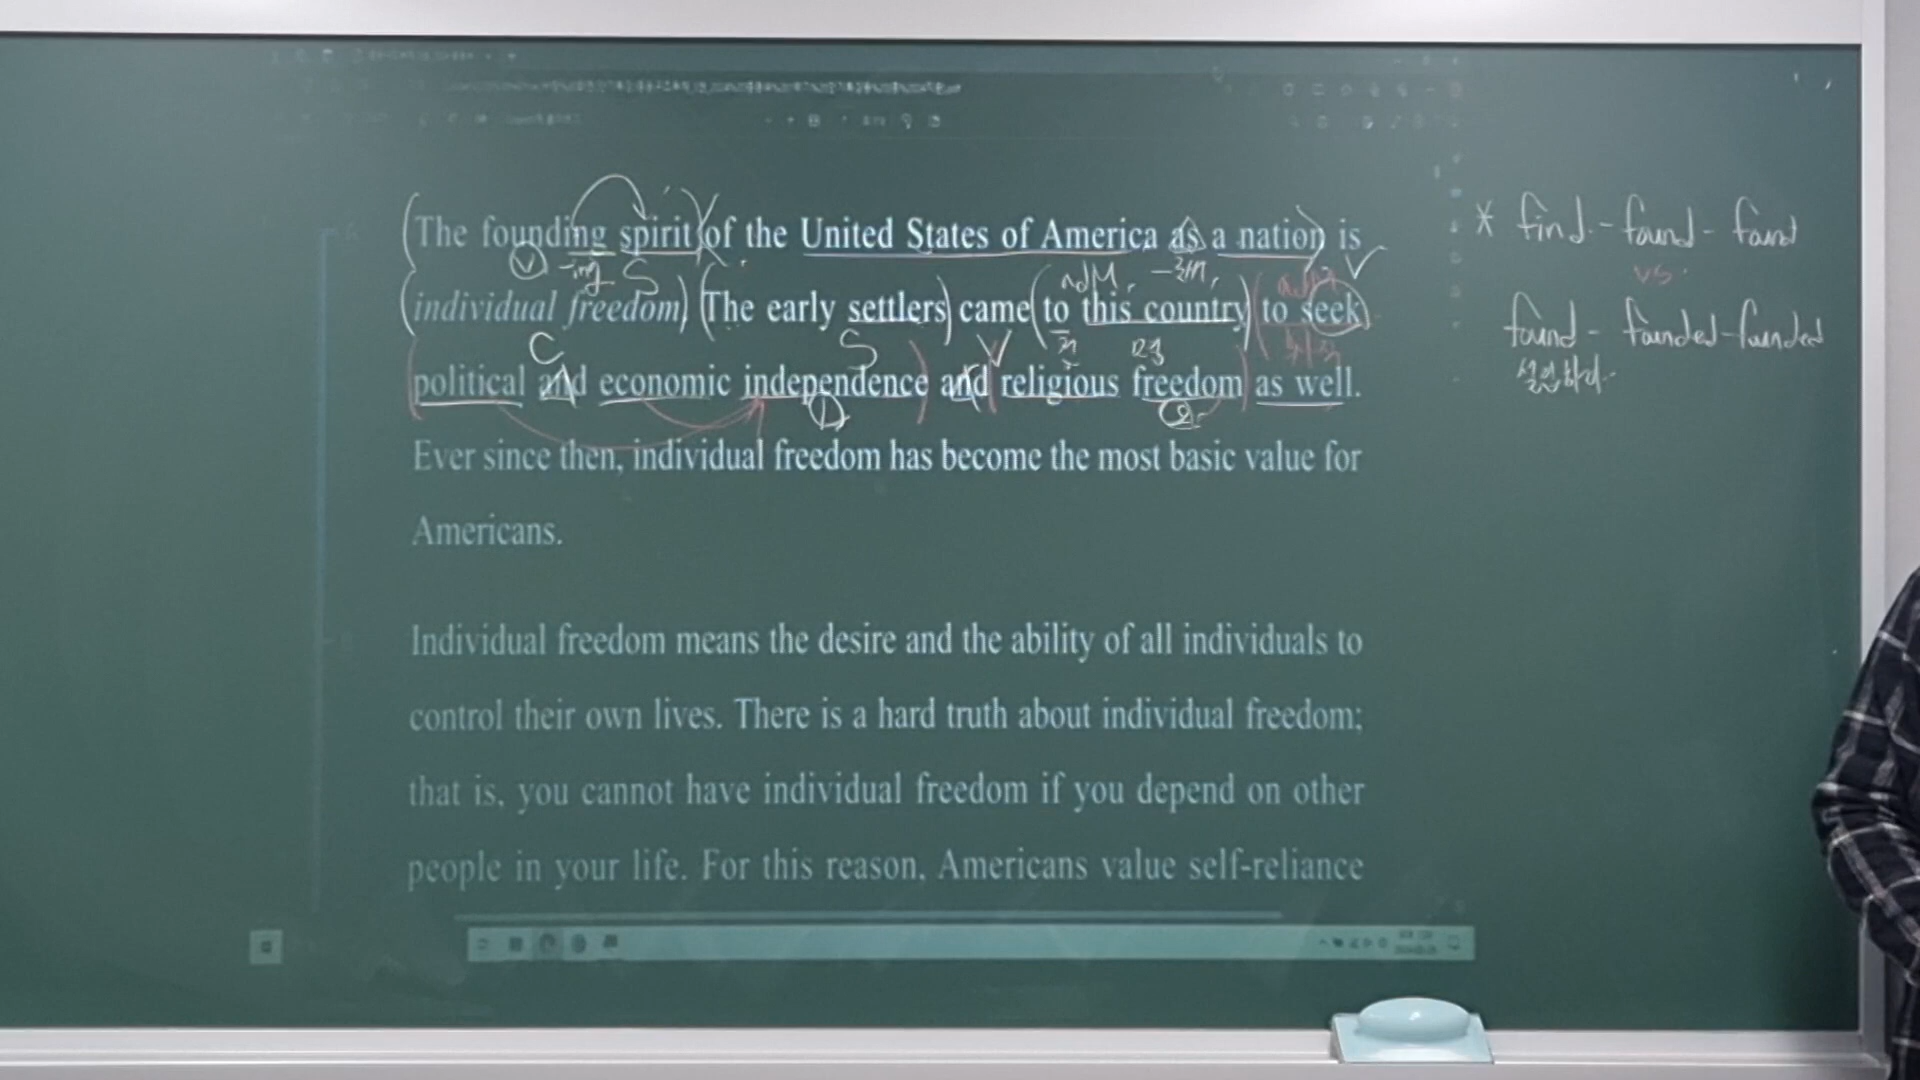 The founding spirit of the United States of America as a nation is
individual freedom. The early settlers came to this country to seek
political and economic independence and religious freedom as well.
Ever since then, individual freedom has become the most basic value for
Americans.
Individual freedom means the desire and the ability of all individuals to
control their own lives. There is a hard truth about individual freedom;
that is, you cannot have individual freedom if you depend on other
people in your life. For this reason, Americans value self-reliance
V -ing S
V
C S V
① ②
* find - found - found
vs.
found - founded - founded
설립하다.